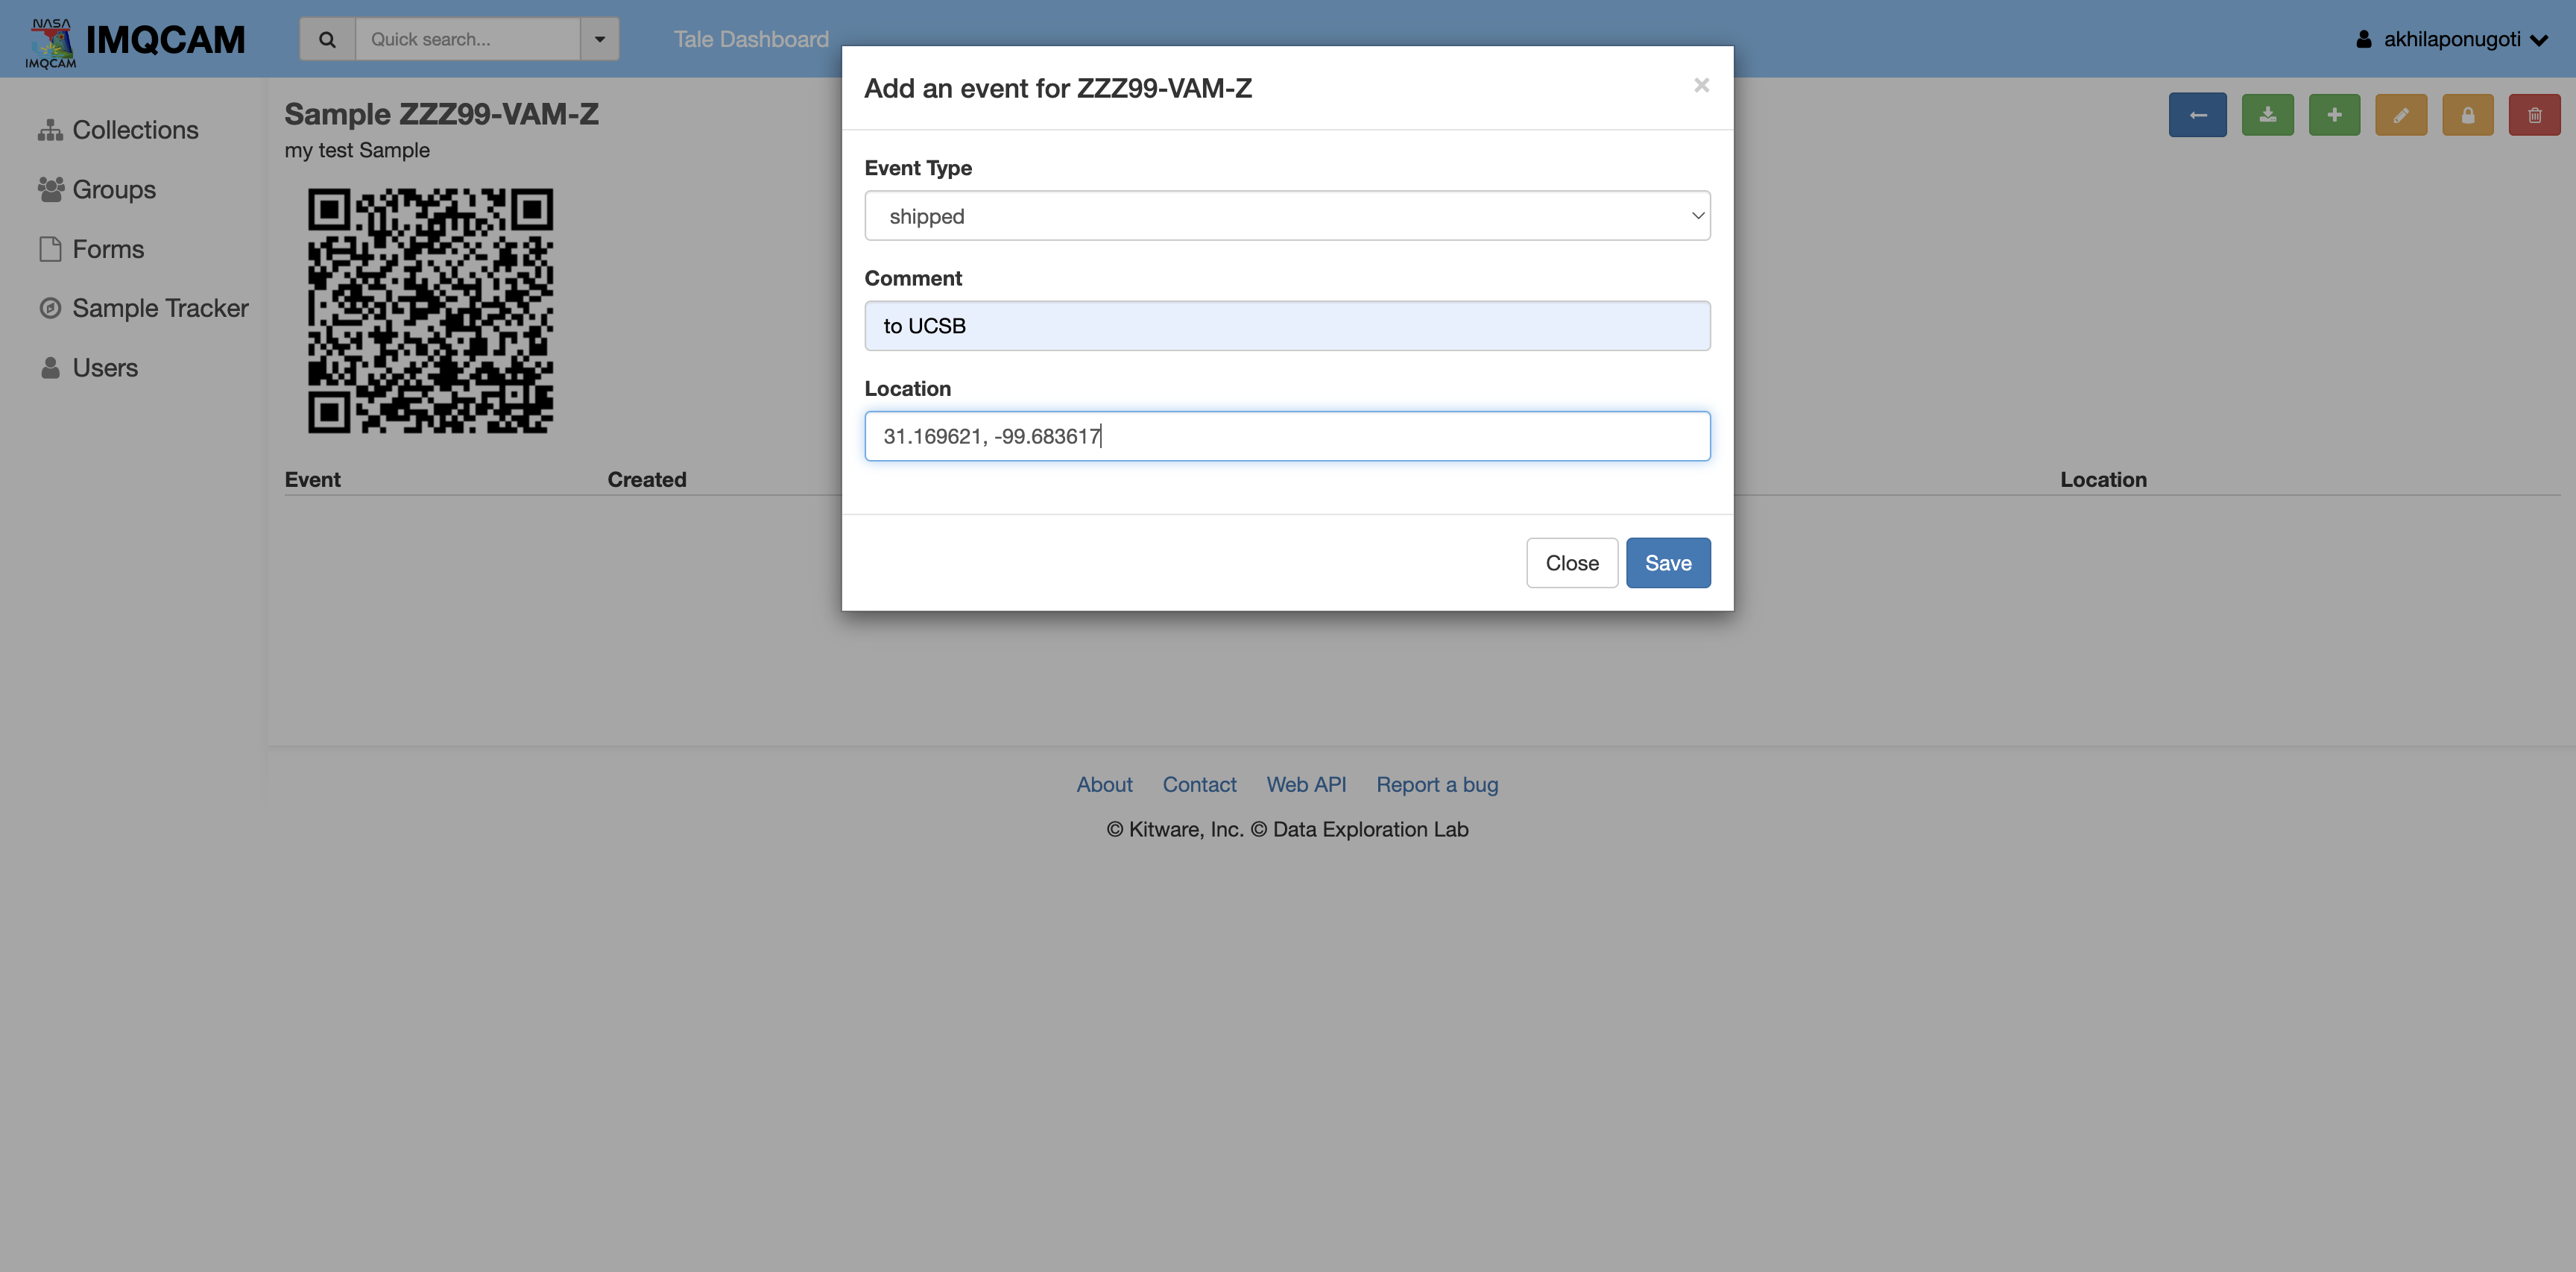 NASA
IMQCAM
IMQCAM
Quick search...
Tale Dashboard
akhilaponugoti
Collections
Groups
Forms
Sample Tracker
Users
Sample ZZZ99-VAM-Z
my test Sample
Event
Created
Location
Add an event for ZZZ99-VAM-Z
×
Event Type
shipped
Comment
to UCSB
Location
31.169621, -99.683617
Close
Save
About
Contact
Web API
Report a bug
© Kitware, Inc. © Data Exploration Lab